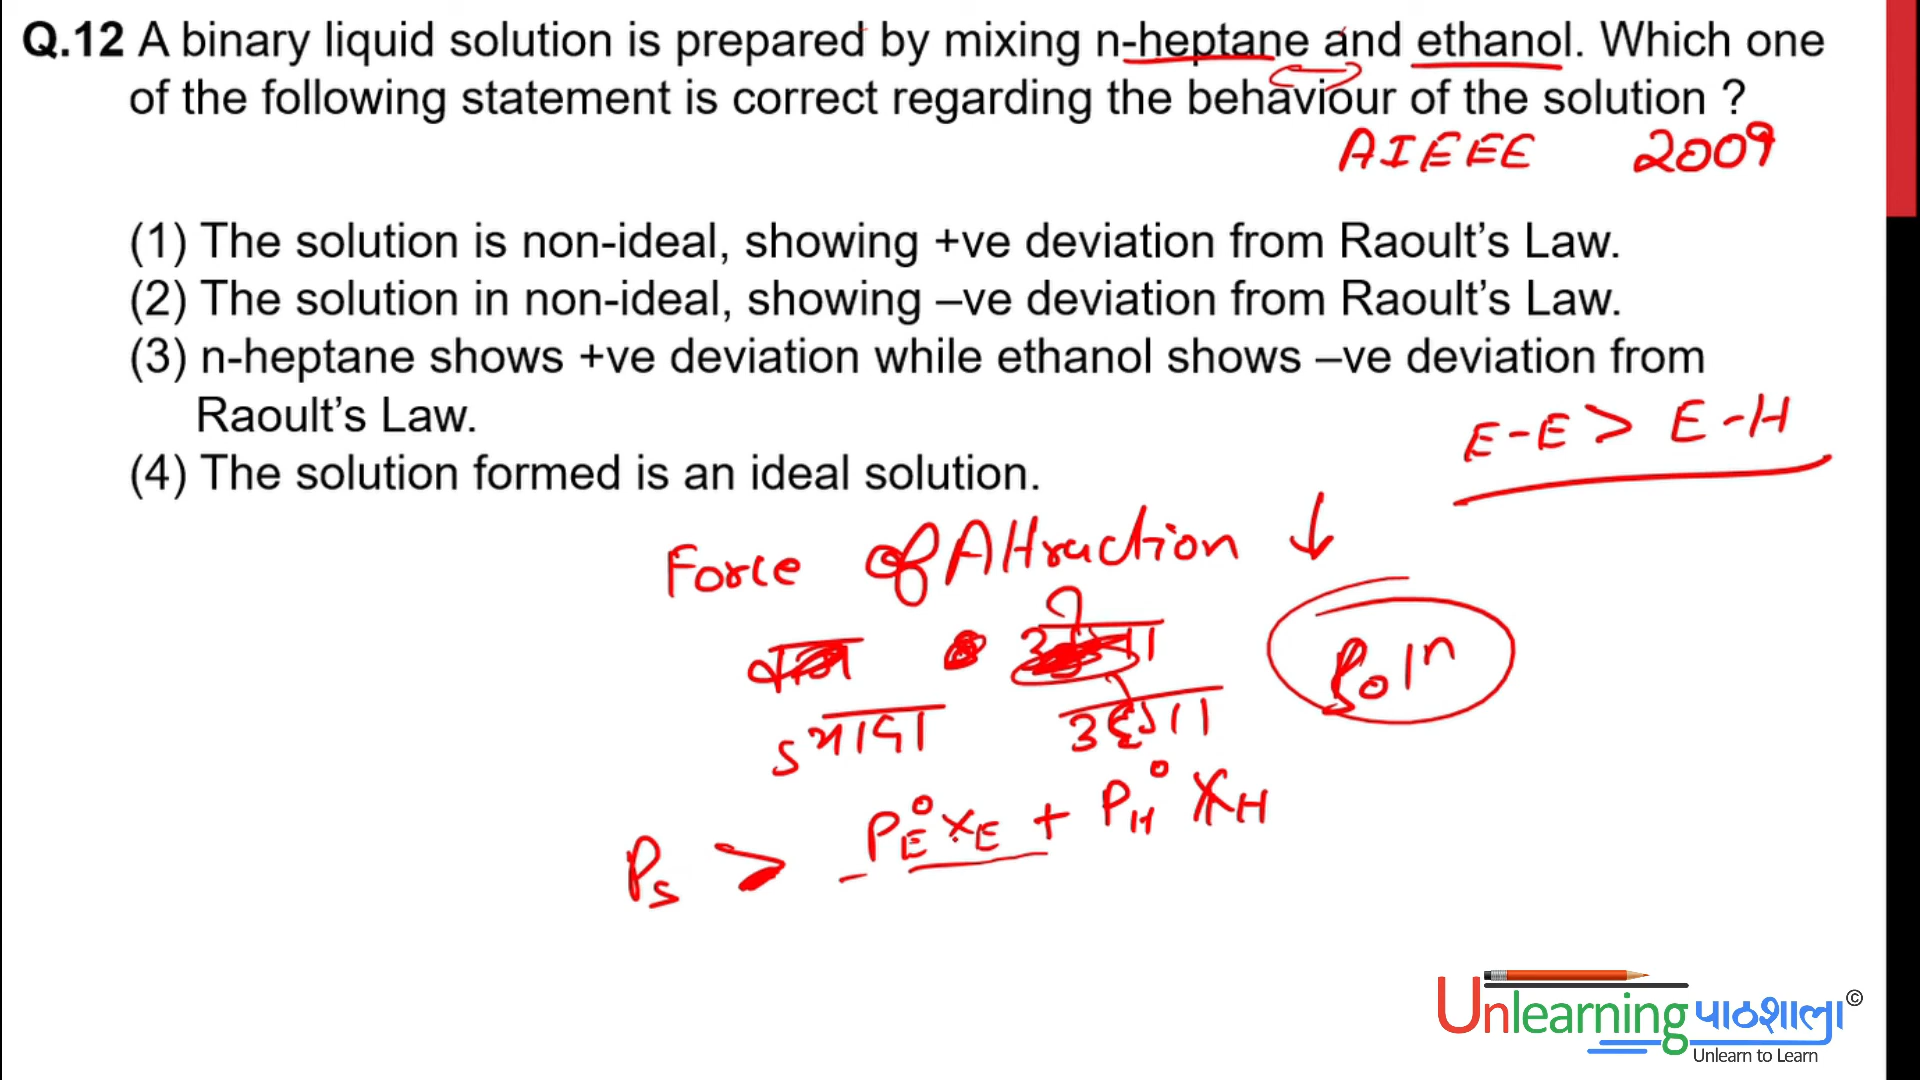 Q.12 A binary liquid solution is prepared by mixing n-heptane and ethanol. Which one
of the following statement is correct regarding the behaviour of the solution ?
AIEEE 2009
(1) The solution is non-ideal, showing +ve deviation from Raoult’s Law.
(2) The solution in non-ideal, showing –ve deviation from Raoult’s Law.
(3) n-heptane shows +ve deviation while ethanol shows –ve deviation from
Raoult’s Law.
(4) The solution formed is an ideal solution.
E-E > E-H
Force of Attraction ↓
Soln
ज्यादा
Ps > PE°XE + PH°XH
Unlearning पाठशाला©
Unlearn to Learn